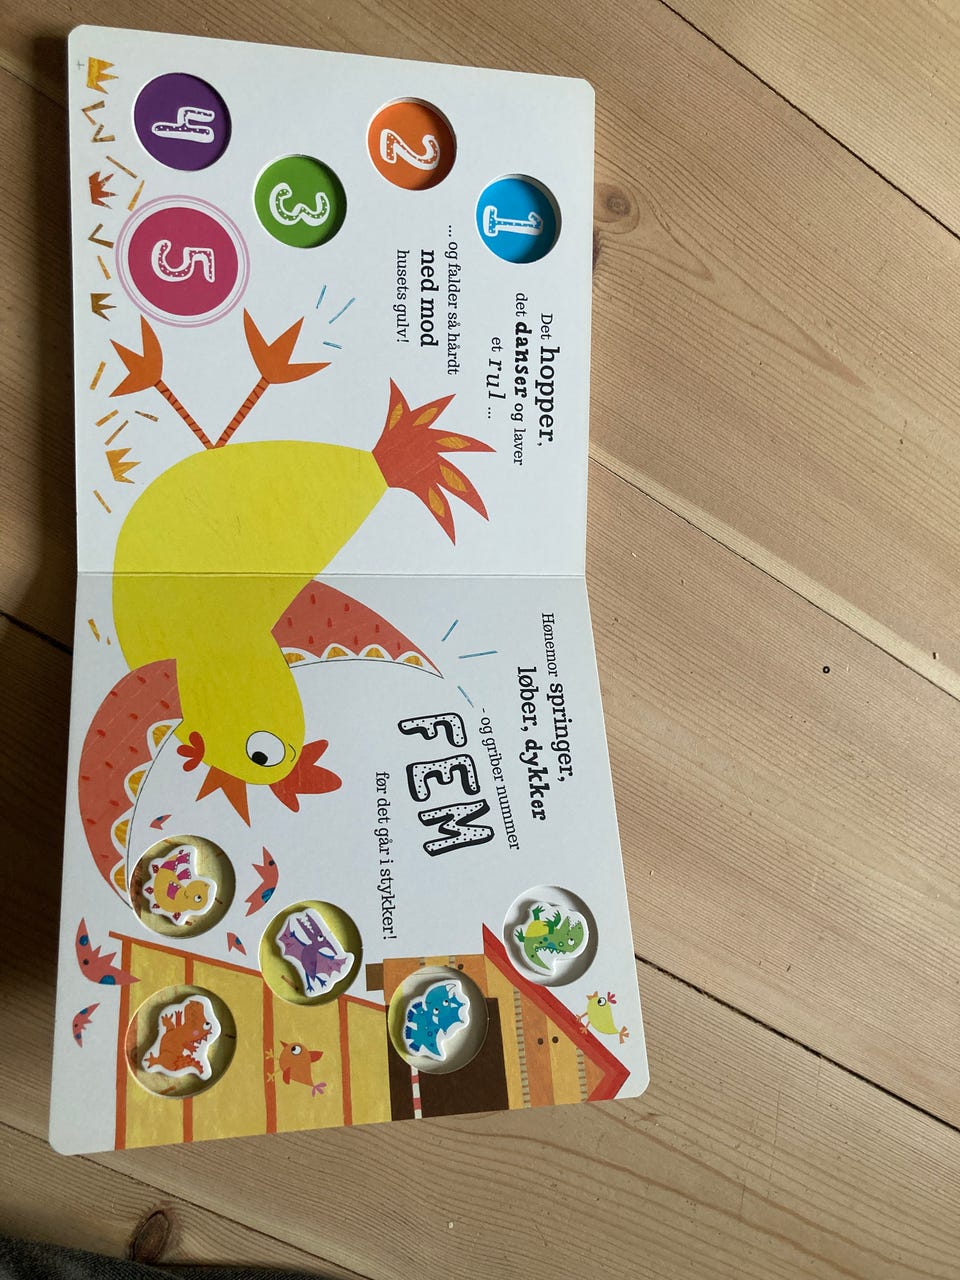 1
2
3
4
5
Det hopper,
det danser og laver
et rul ...
... og falder så hårdt
ned mod
husets gulv!
Hønemor springer,
løber, dykker
- og griber nummer
FEM
før det går i stykker!